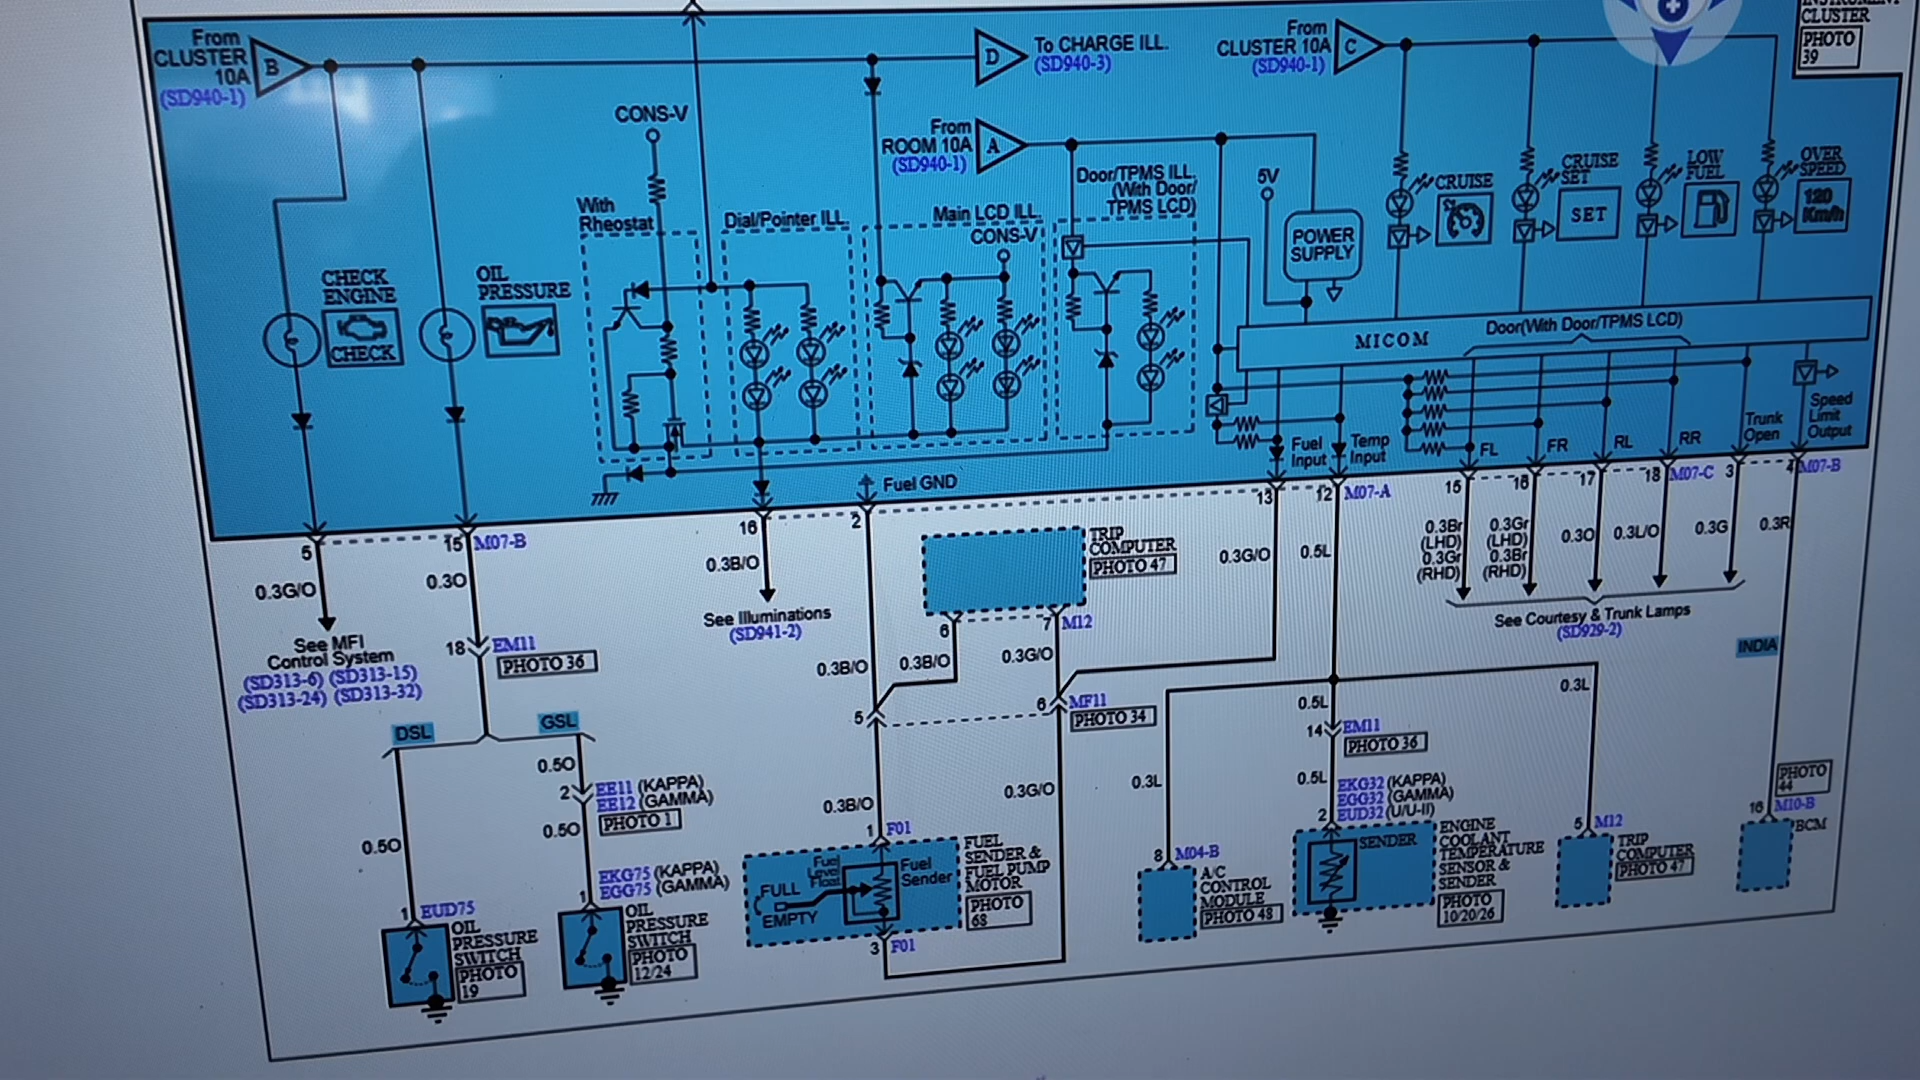 From
CLUSTER
10A
(SD940-1)
B
D
To CHARGE ILL.
(SD940-3)
From
CLUSTER 10A
(SD940-1)
C
CLUSTER
PHOTO
39
CONS-V
From
ROOM 10A
(SD940-1)
A
Door/TPMS ILL.
(With Door/
TPMS LCD)
5V
POWER
SUPPLY
CRUISE
CRUISE
SET
SET
LOW
FUEL
OVER
SPEED
120
Km/h
With
Rheostat
Dial/Pointer ILL.
Main LCD ILL.
CONS-V
CHECK
ENGINE
CHECK
OIL
PRESSURE
MICOM
Door(With Door/TPMS LCD)
Fuel
Input
Temp
Input
FL
FR
RL
RR
Trunk
Open
Speed
Limit
Output
Fuel GND
5
15
M07-B
16
2
13
12
M07-A
15
16
17
18
M07-C
3
4
M07-B
0.3G/O
0.3O
0.3B/O
0.3G/O
0.5L
0.3Br
(LHD)
0.3Gr
(RHD)
0.3Gr
(LHD)
0.3Br
(RHD)
0.3O
0.3L/O
0.3G
0.3R
See MFI
Control System
(SD313-6) (SD313-15)
(SD313-24) (SD313-32)
18
EM11
PHOTO 36
See Illuminations
(SD941-2)
TRIP
COMPUTER
PHOTO 47
6
7
M12
0.3B/O
0.3B/O
0.3G/O
See Courtesy & Trunk Lamps
(SD929-2)
INDIA
5
6
MF11
PHOTO 34
0.5L
0.3L
14
EM11
PHOTO 36
DSL
GSL
0.5O
2
EE11 (KAPPA)
EE12 (GAMMA)
PHOTO 1
0.5O
0.5O
0.3B/O
0.3G/O
0.3L
0.5L
EKG32 (KAPPA)
EGG32 (GAMMA)
EUD32 (U/U-II)
2
PHOTO
44
16
M10-B
BCM
1
EUD75
OIL
PRESSURE
SWITCH
PHOTO
19
EKG75 (KAPPA)
EGG75 (GAMMA)
1
OIL
PRESSURE
SWITCH
PHOTO
12/24
1
F01
FULL
EMPTY
Fuel
Level
Float
Fuel
Sender
FUEL
SENDER &
FUEL PUMP
MOTOR
PHOTO
68
3
F01
8
M04-B
A/C
CONTROL
MODULE
PHOTO 48
SENDER
ENGINE
COOLANT
TEMPERATURE
SENSOR &
SENDER
PHOTO
10/20/26
5
M12
TRIP
COMPUTER
PHOTO 47